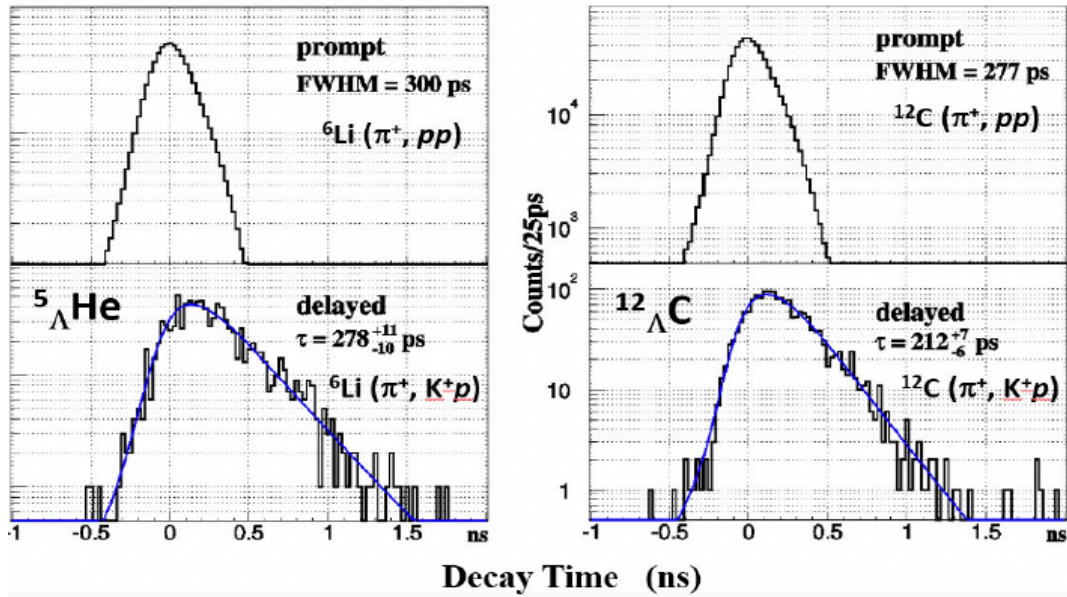 prompt
FWHM = 300 ps
⁶Li (π⁺, pp)
prompt
FWHM = 277 ps
¹²C (π⁺, pp)
10⁴
10³
Counts/25ps
⁵ΛHe
delayed
τ = 278 +11 -10 ps
⁶Li (π⁺, K⁺p)
¹²ΛC
delayed
τ = 212 +7 -6 ps
¹²C (π⁺, K⁺p)
10²
10
1
-1 -0.5 0 0.5 1 1.5 ns
-1 -0.5 0 0.5 1 1.5 ns
Decay Time (ns)